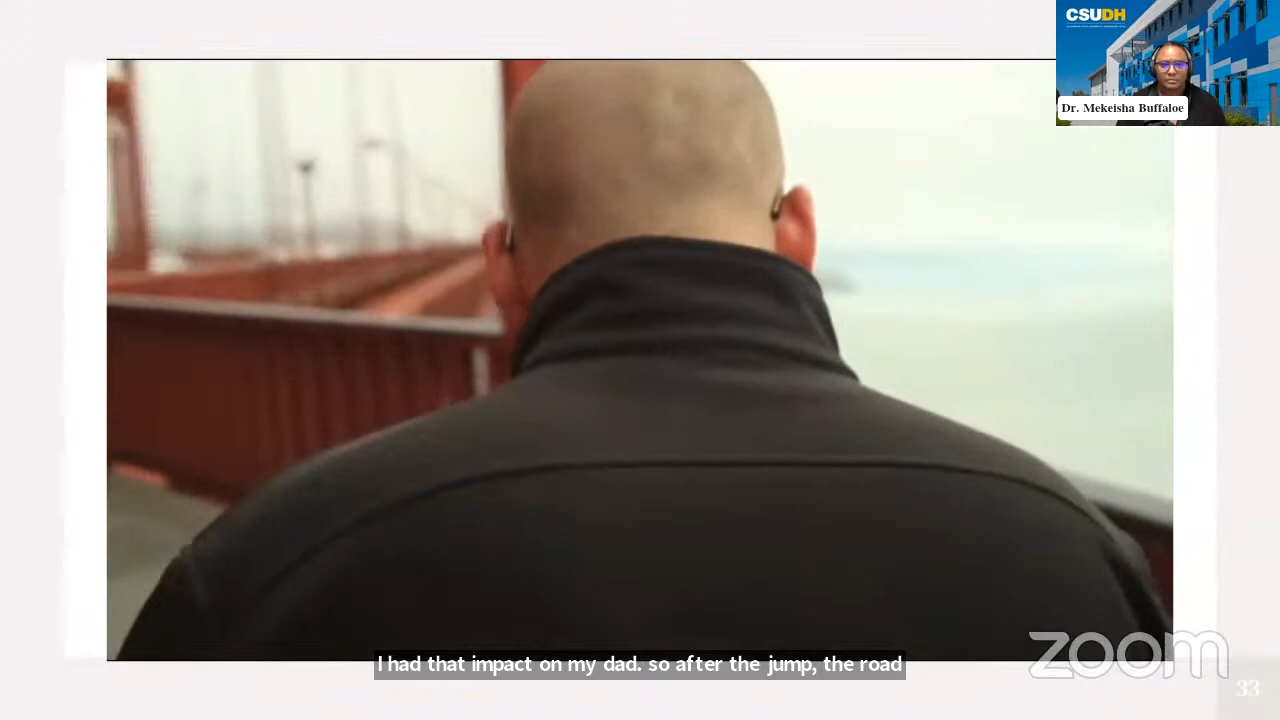 CSUDH
Dr. Mekeisha Buffaloe
I had that impact on my dad. so after the jump, the road
zoom
33